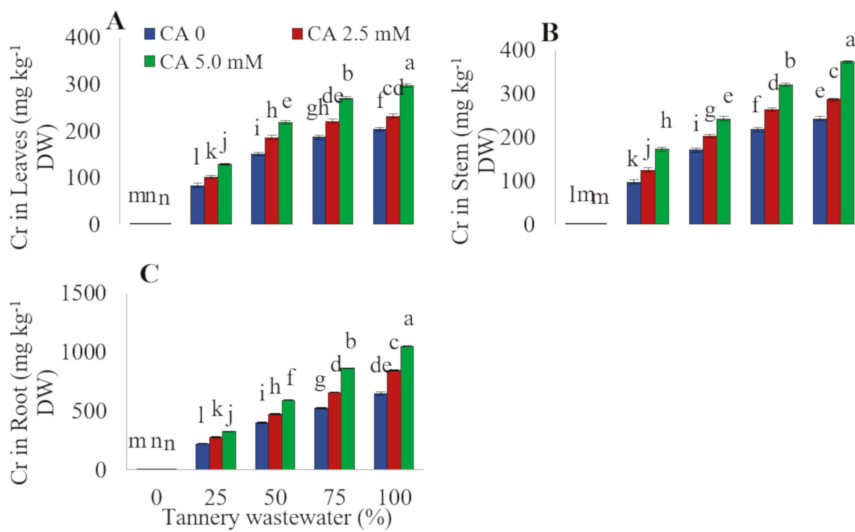 A
CA 0
CA 2.5 mM
CA 5.0 mM
Cr in Leaves (mg kg-1
DW)
400
300
200
100
0
m n n
l k j
i h e
gh de b
f cd a
B
Cr in Stem (mg kg-1
DW)
400
300
200
100
0
l m m
k j h
i g e
f d b
e c a
C
Cr in Root (mg kg-1
DW)
1500
1000
500
0
m n n
l k j
i h f
g d b
de c a
0 25 50 75 100
Tannery wastewater (%)